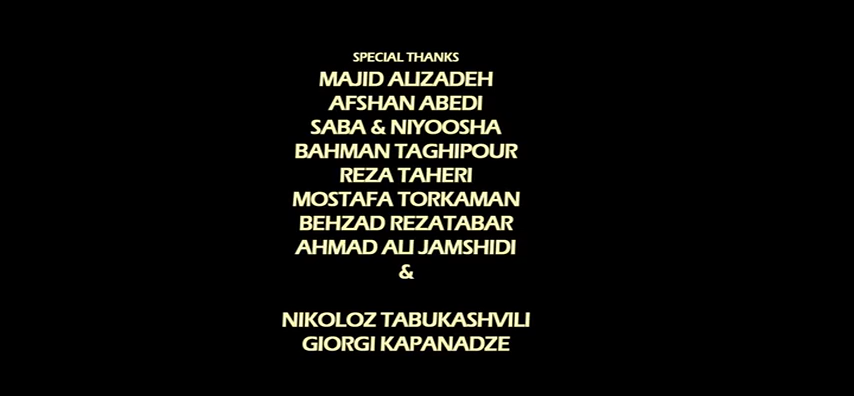 SPECIAL THANKS
MAJID ALIZADEH
AFSHAN ABEDI
SABA & NIYOOSHA
BAHMAN TAGHIPOUR
REZA TAHERI
MOSTAFA TORKAMAN
BEHZAD REZATABAR
AHMAD ALI JAMSHIDI
&
NIKOLOZ TABUKASHVILI
GIORGI KAPANADZE